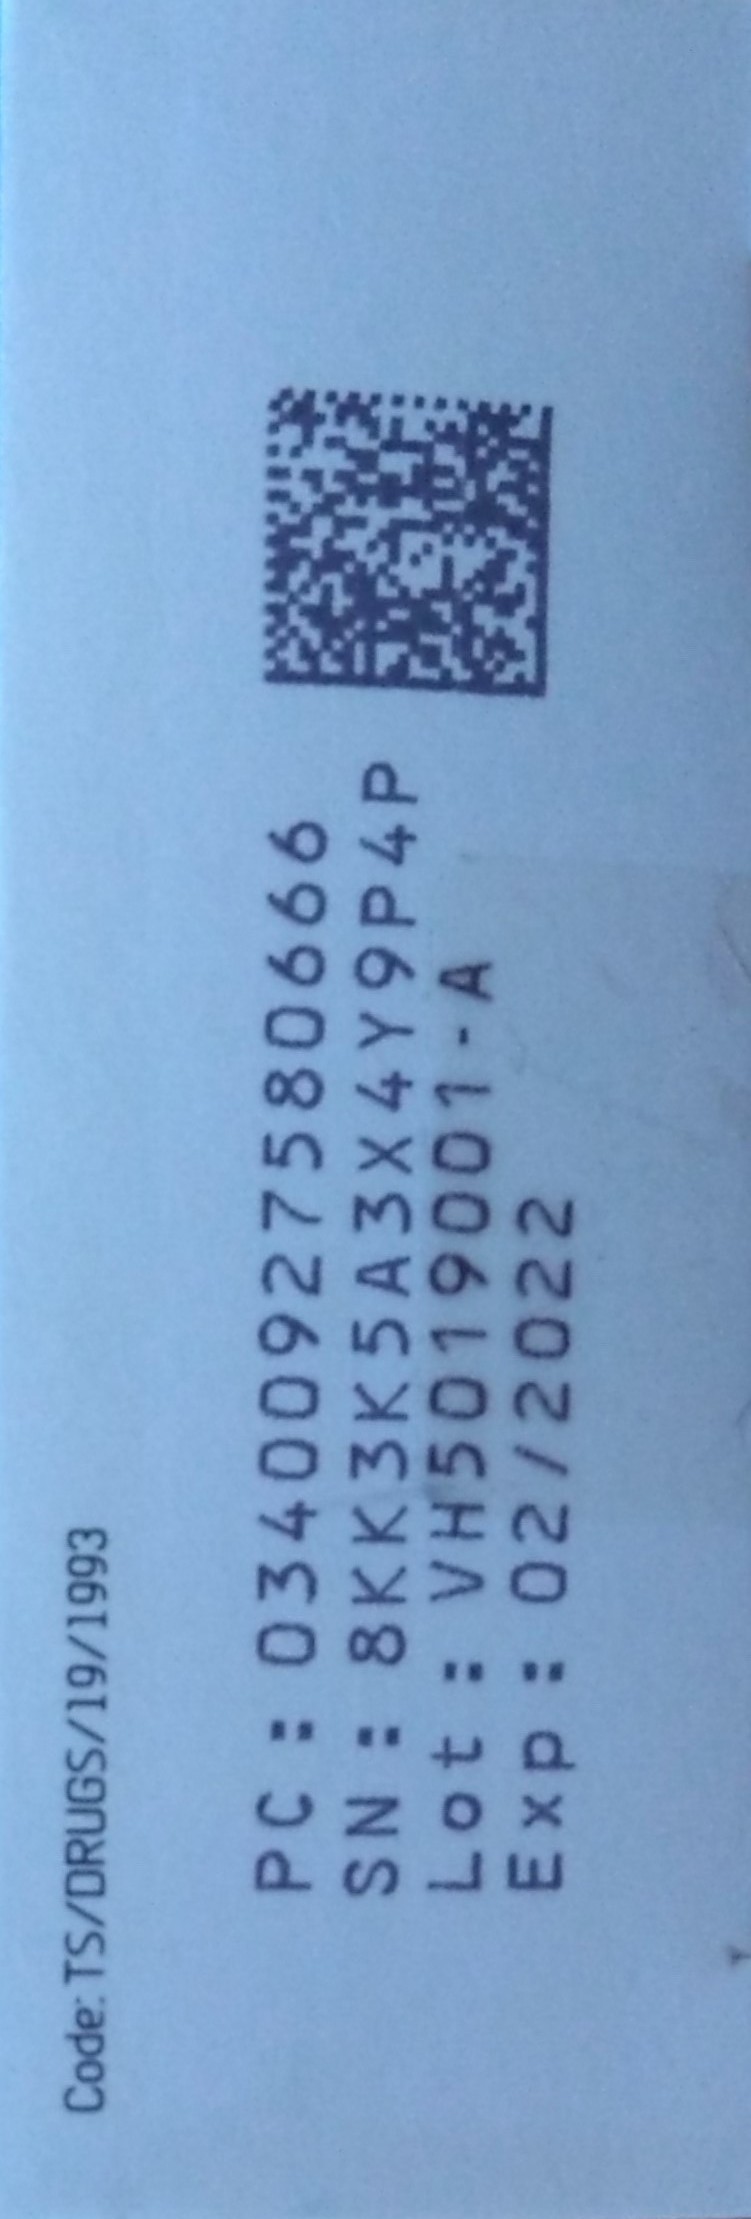 Code: TS/DRUGS/19/1993
PC : 03400927580666
SN : 8KK3K5A3X4Y9P4P
Lot : VH5019001-A
Exp : 02/2022